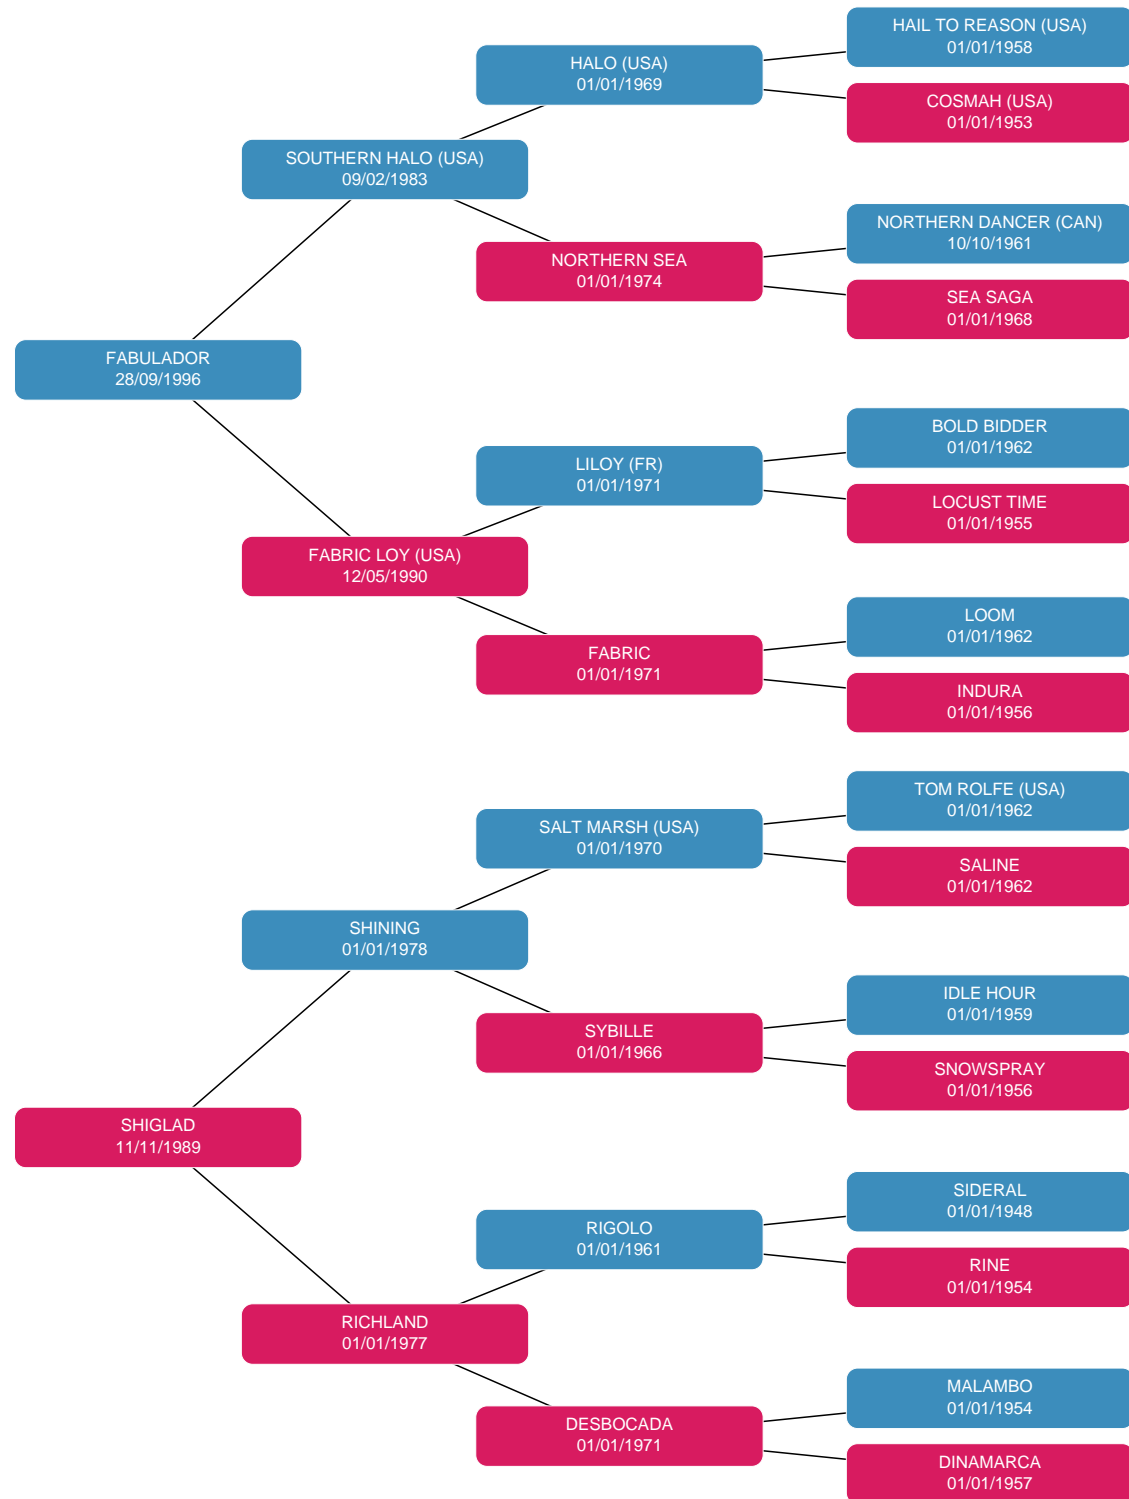 HAIL TO REASON (USA)
01/01/1958
HALO (USA)
01/01/1969
COSMAH (USA)
01/01/1953
SOUTHERN HALO (USA)
09/02/1983
NORTHERN DANCER (CAN)
10/10/1961
NORTHERN SEA
01/01/1974
SEA SAGA
01/01/1968
FABULADOR
28/09/1996
BOLD BIDDER
01/01/1962
LILOY (FR)
01/01/1971
LOCUST TIME
01/01/1955
FABRIC LOY (USA)
12/05/1990
LOOM
01/01/1962
FABRIC
01/01/1971
INDURA
01/01/1956
TOM ROLFE (USA)
01/01/1962
SALT MARSH (USA)
01/01/1970
SALINE
01/01/1962
SHINING
01/01/1978
IDLE HOUR
01/01/1959
SYBILLE
01/01/1966
SNOWSPRAY
01/01/1956
SHIGLAD
11/11/1989
SIDERAL
01/01/1948
RIGOLO
01/01/1961
RINE
01/01/1954
RICHLAND
01/01/1977
MALAMBO
01/01/1954
DESBOCADA
01/01/1971
DINAMARCA
01/01/1957